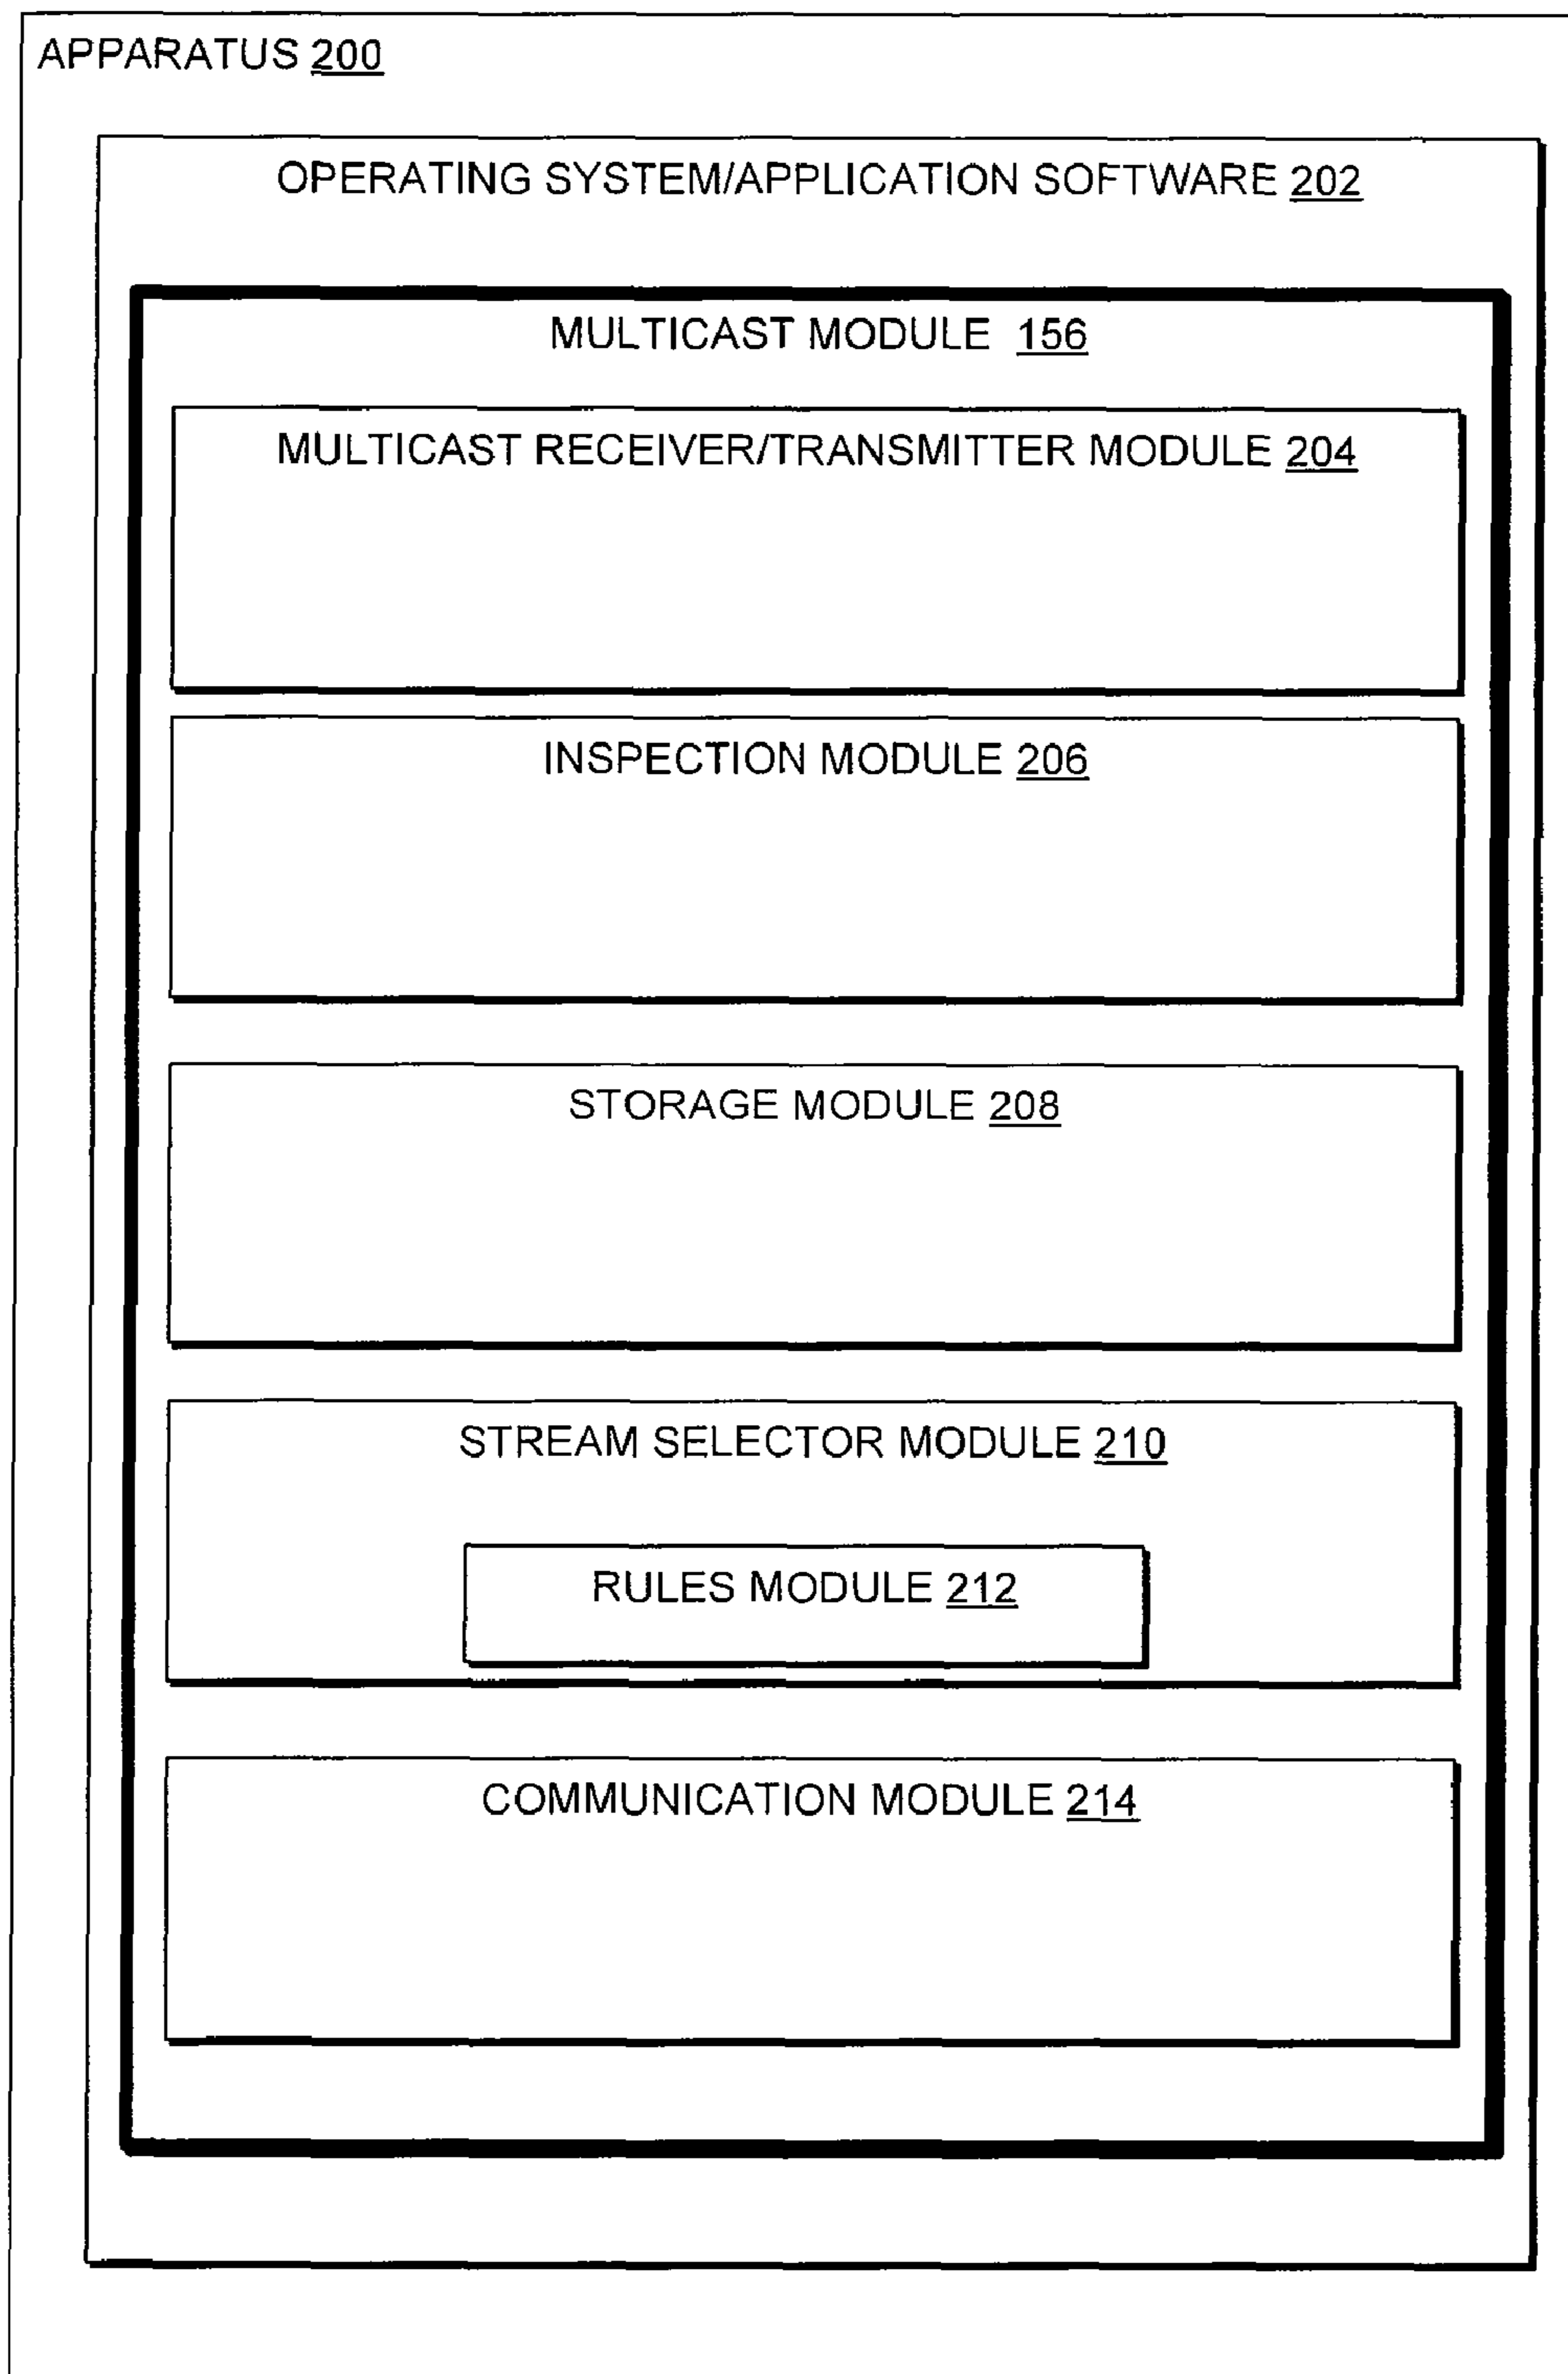 APPARATUS 200
OPERATING SYSTEM/APPLICATION SOFTWARE 202
MULTICAST MODULE 156
MULTICAST RECEIVER/TRANSMITTER MODULE 204
INSPECTION MODULE 206
STORAGE MODULE 208
STREAM SELECTOR MODULE 210
RULES MODULE 212
COMMUNICATION MODULE 214